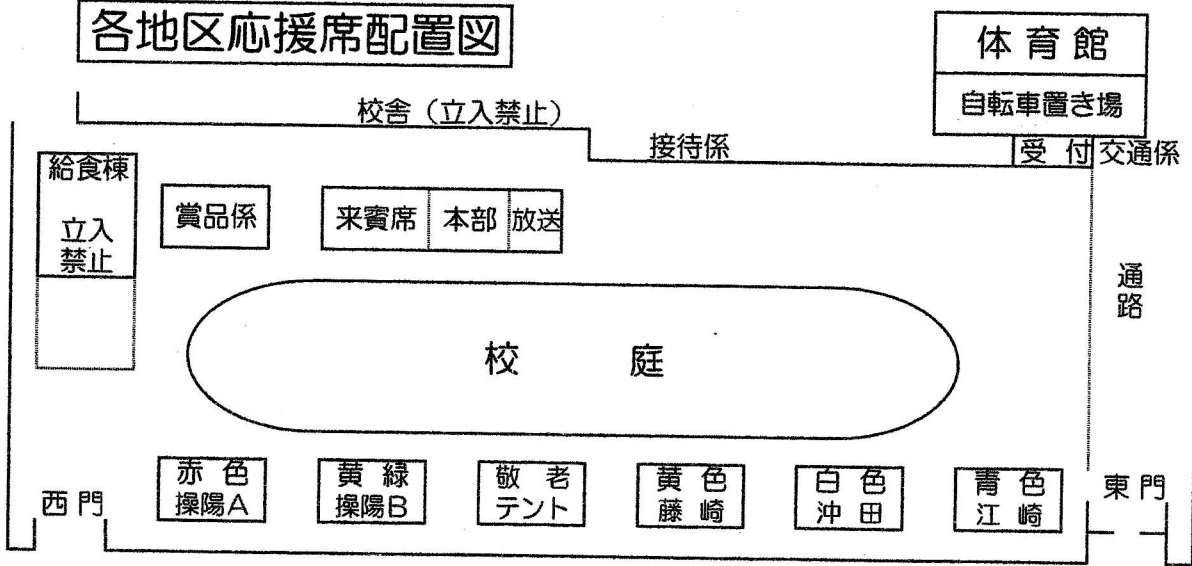 各地区応援席配置図
体育館
自転車置き場
校舎（立入禁止）
接待係
受付
交通係
給食棟
立入
禁止
賞品係
来賓席
本部
放送
通路
校庭
赤色
操陽A
黄緑
操陽B
敬老
テント
黄色
藤崎
白色
沖田
青色
江崎
西門
東門